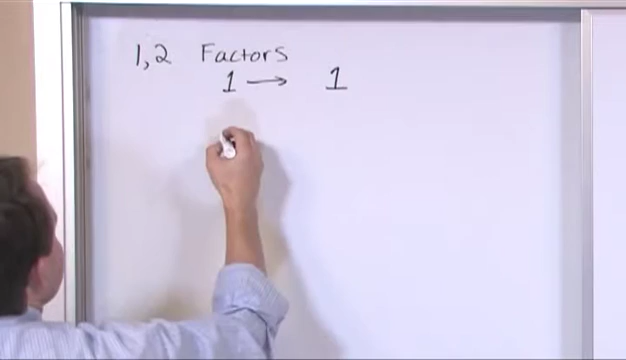 1,2 Factors
1 → 1